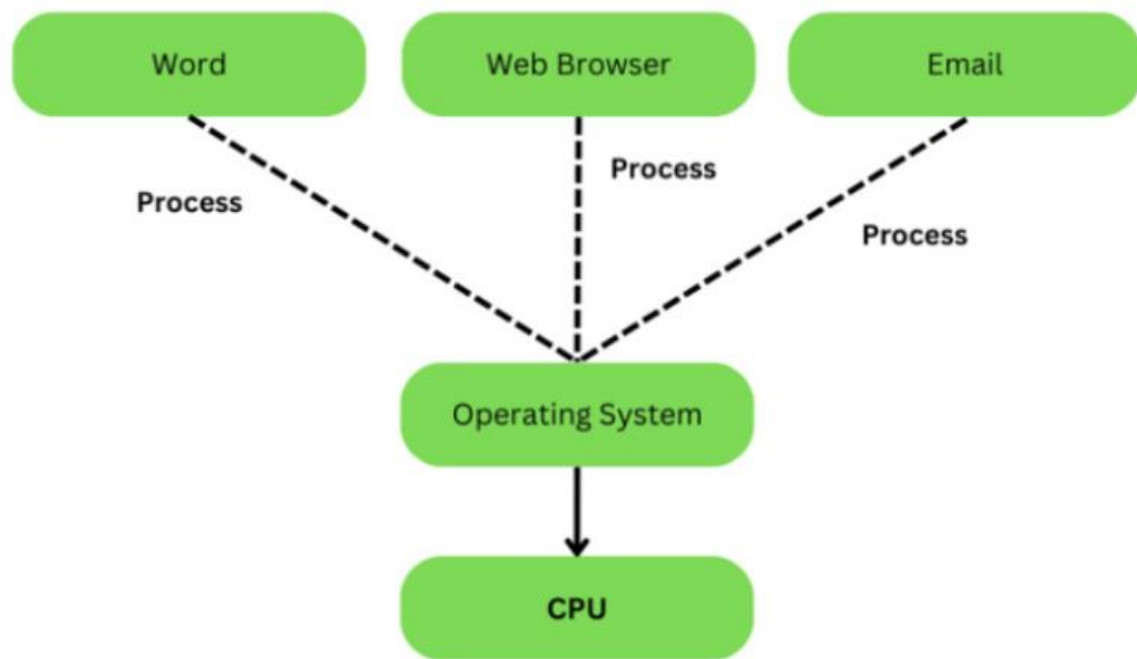 Word
Web Browser
Email
Process
Process
Process
Operating System
CPU